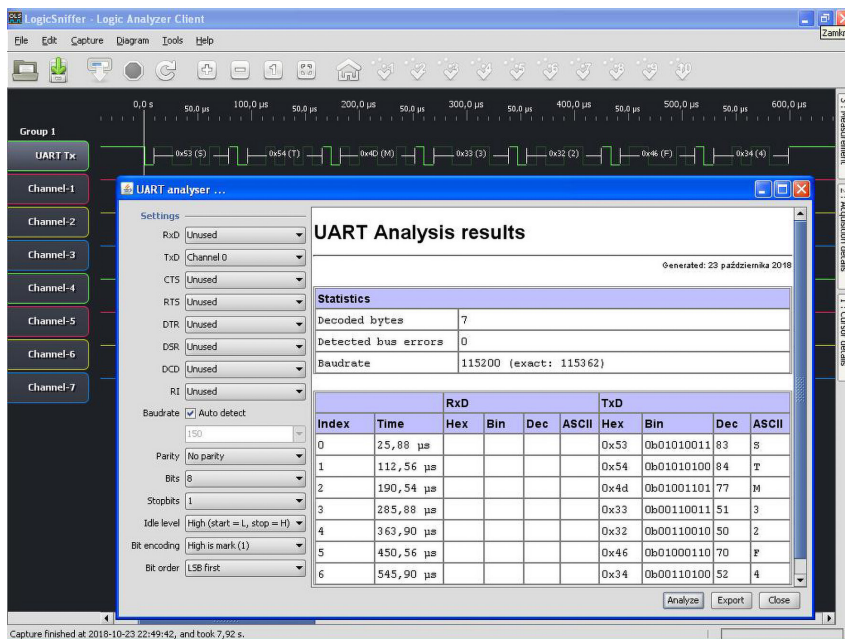 LogicSniffer - Logic Analyzer Client
Zamkn
File Edit Capture Diagram Tools Help
0,0 s 50,0 µs 100,0 µs 50,0 µs 200,0 µs 50,0 µs 300,0 µs 50,0 µs 400,0 µs 50,0 µs 500,0 µs 50,0 µs 600,0 µs
Group 1
UART Tx 0x53 (S) 0x54 (T) 0x4D (M) 0x33 (3) 0x32 (2) 0x46 (F) 0x34 (4)
Channel-1
Channel-2
Channel-3
Channel-4
Channel-5
Channel-6
Channel-7
UART analyser ...
Settings
RxD Unused
TxD Channel 0
CTS Unused
RTS Unused
DTR Unused
DSR Unused
DCD Unused
RI Unused
Baudrate Auto detect
150
Parity No parity
Bits 8
Stopbits 1
Idle level High (start = L, stop = H)
Bit encoding High is mark (1)
Bit order LSB first
UART Analysis results
Generated: 23 października 2018
Statistics
Decoded bytes 7
Detected bus errors 0
Baudrate 115200 (exact: 115362)
RxD TxD
Index Time Hex Bin Dec ASCII Hex Bin Dec ASCII
0 25,88 µs 0x53 0b01010011 83 S
1 112,56 µs 0x54 0b01010100 84 T
2 190,54 µs 0x4d 0b01001101 77 M
3 285,88 µs 0x33 0b00110011 51 3
4 363,90 µs 0x32 0b00110010 50 2
5 450,56 µs 0x46 0b01000110 70 F
6 545,90 µs 0x34 0b00110100 52 4
Analyze Export Close
Capture finished at 2018-10-23 22:49:42, and took 7,92 s.